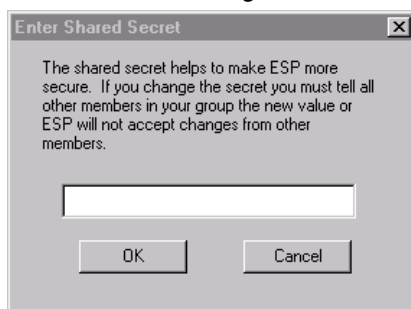 Enter Shared Secret
The shared secret helps to make ESP more
secure. If you change the secret you must tell all
other members in your group the new value or
ESP will not accept changes from other
members.
OK Cancel